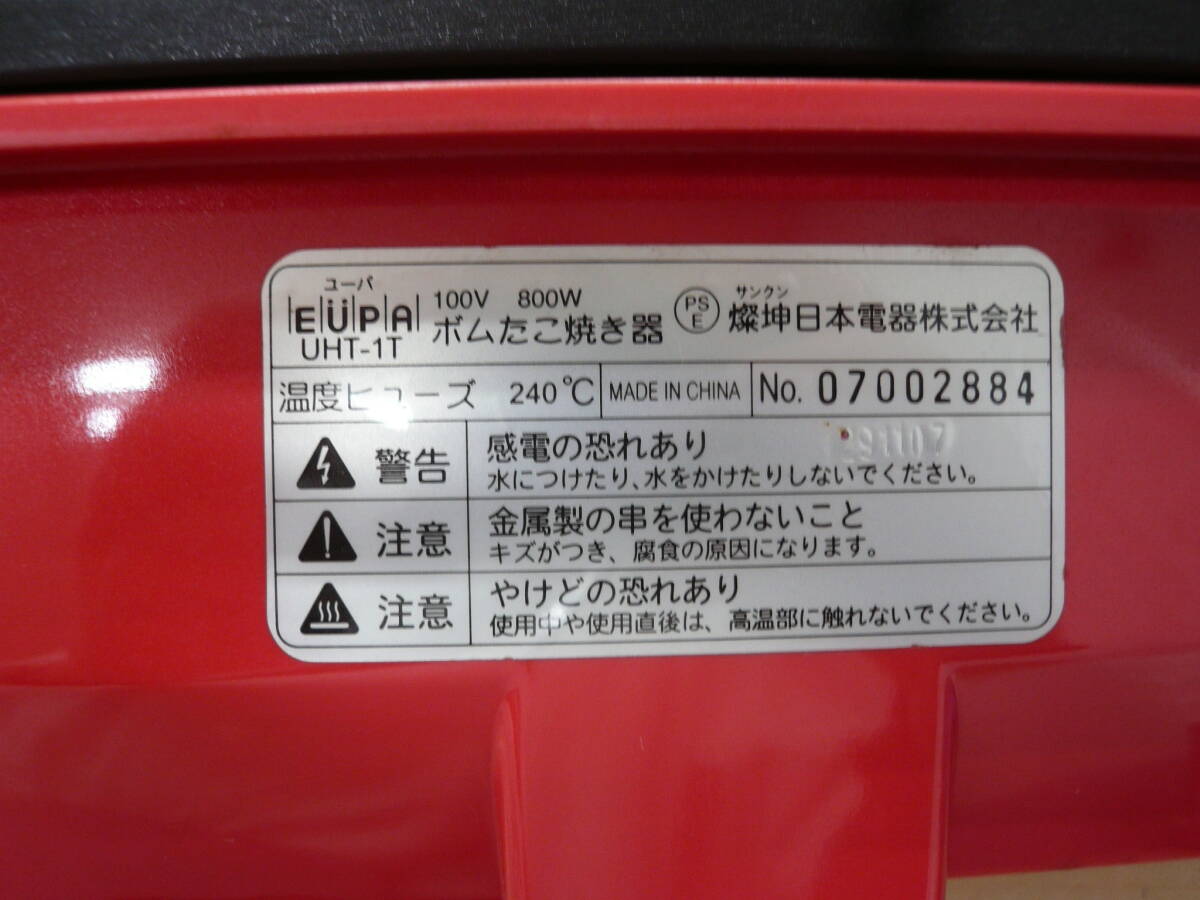 ユーパ
EÜPA 100V 800W
UHT-1T ボムたこ焼き器
PS
E
サンクン
燦坤日本電器株式会社
温度ヒューズ 240℃ MADE IN CHINA No. 07002884
警告 感電の恐れあり
水につけたり、水をかけたりしないでください。
注意 金属製の串を使わないこと
キズがつき、腐食の原因になります。
注意 やけどの恐れあり
使用中や使用直後は、高温部に触れないでください。